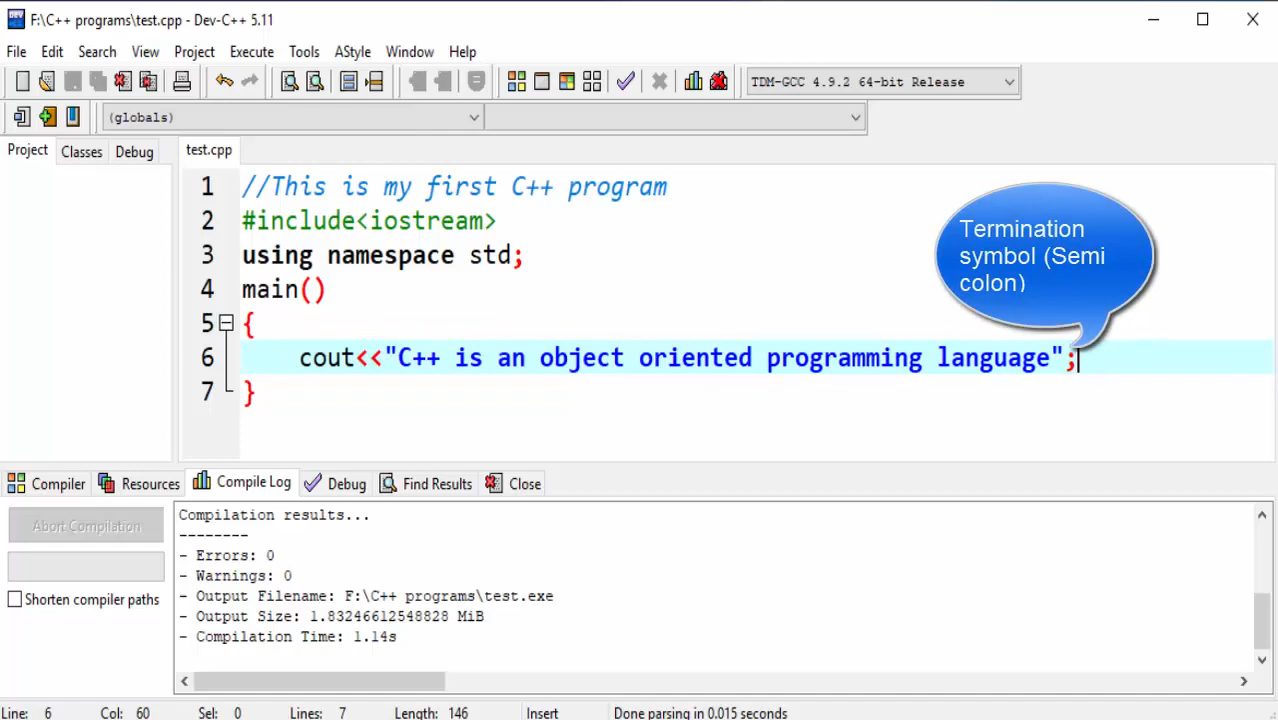 F:\C++ programs\test.cpp - Dev-C++ 5.11
File Edit Search View Project Execute Tools AStyle Window Help
TDM-GCC 4.9.2 64-bit Release
(globals)
Project Classes Debug test.cpp
1 //This is my first C++ program
2 #include<iostream>
3 using namespace std;
4 main()
5 {
6 cout<<"C++ is an object oriented programming language";
7 }
Termination
symbol (Semi
colon)
Compiler Resources Compile Log Debug Find Results Close
Abort Compilation
Shorten compiler paths
Compilation results...
--------
- Errors: 0
- Warnings: 0
- Output Filename: F:\C++ programs\test.exe
- Output Size: 1.83246612548828 MiB
- Compilation Time: 1.14s
Line: 6 Col: 60 Sel: 0 Lines: 7 Length: 146 Insert Done parsing in 0.015 seconds